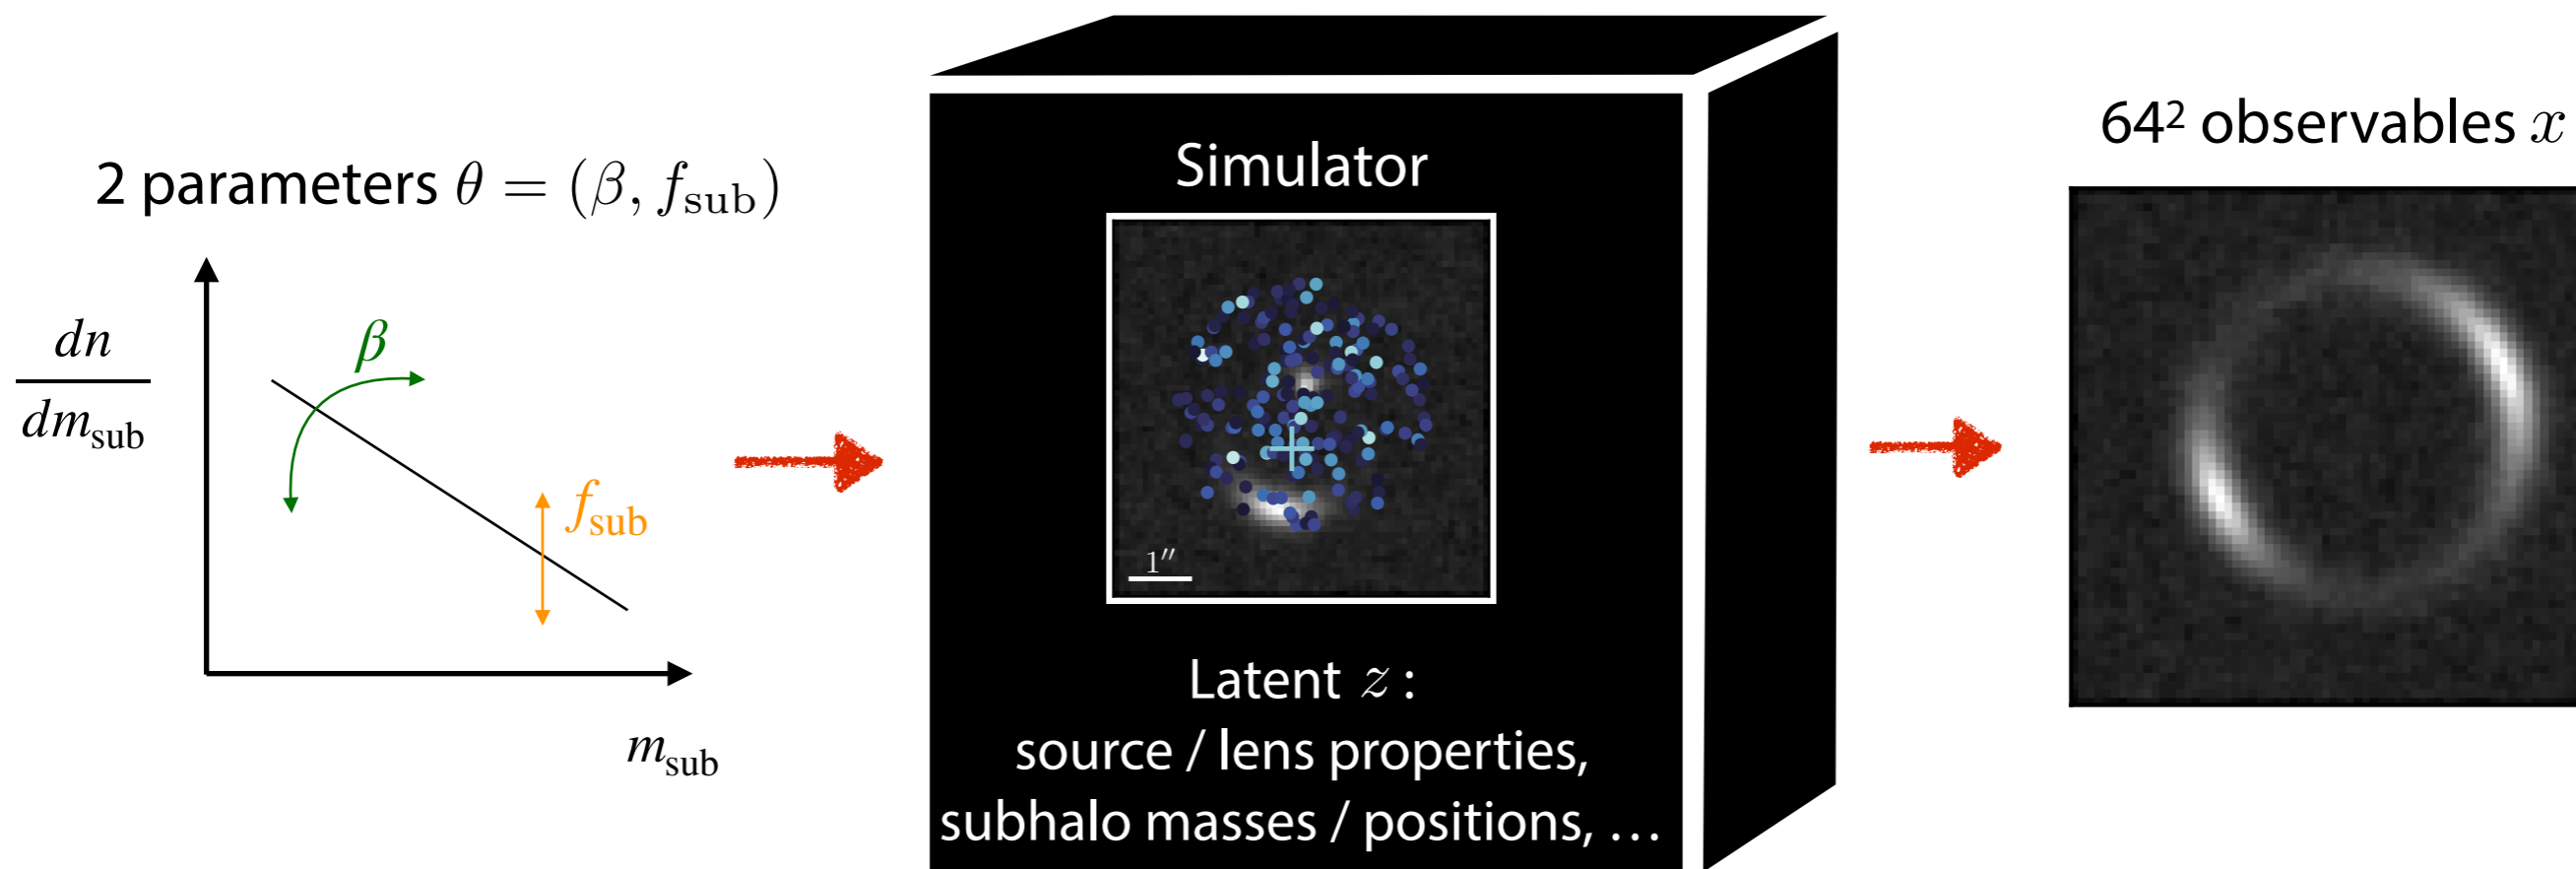 2 parameters θ = (β, f_sub)
dn
dm_sub
β
f_sub
m_sub
Simulator
1″
Latent z :
source / lens properties,
subhalo masses / positions, …
64² observables x